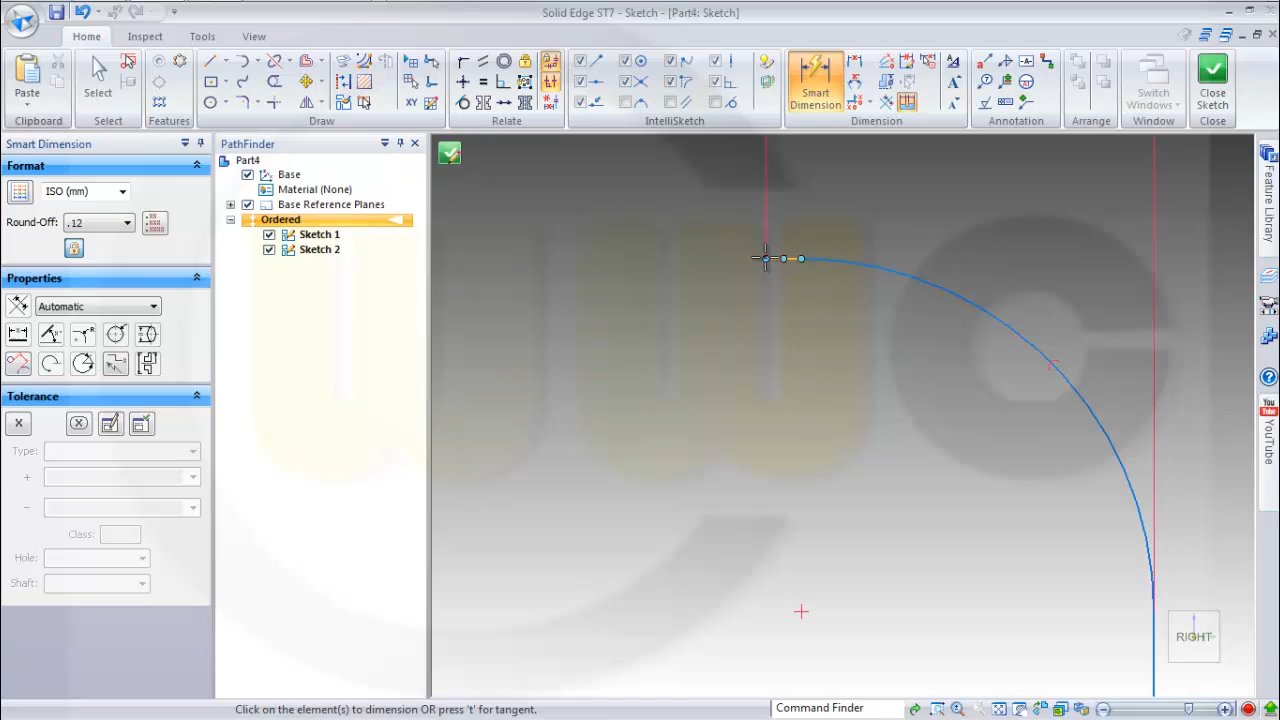 Solid Edge ST7 - Sketch - [Part4: Sketch]
Home Inspect Tools View
Paste
Select
Smart Dimension
Switch Windows
Close Sketch
Clipboard Select Features Draw Relate IntelliSketch Dimension Annotation Arrange Window Close
Smart Dimension
Format
ISO (mm)
Round-Off: .12
Properties
Automatic
Tolerance
Type:
+
−
Class:
Hole:
Shaft:
PathFinder
Part4
Base
Material (None)
Base Reference Planes
Ordered
Sketch 1
Sketch 2
RIGHT
Feature Library
YouTube
Click on the element(s) to dimension OR press 't' for tangent.
Command Finder